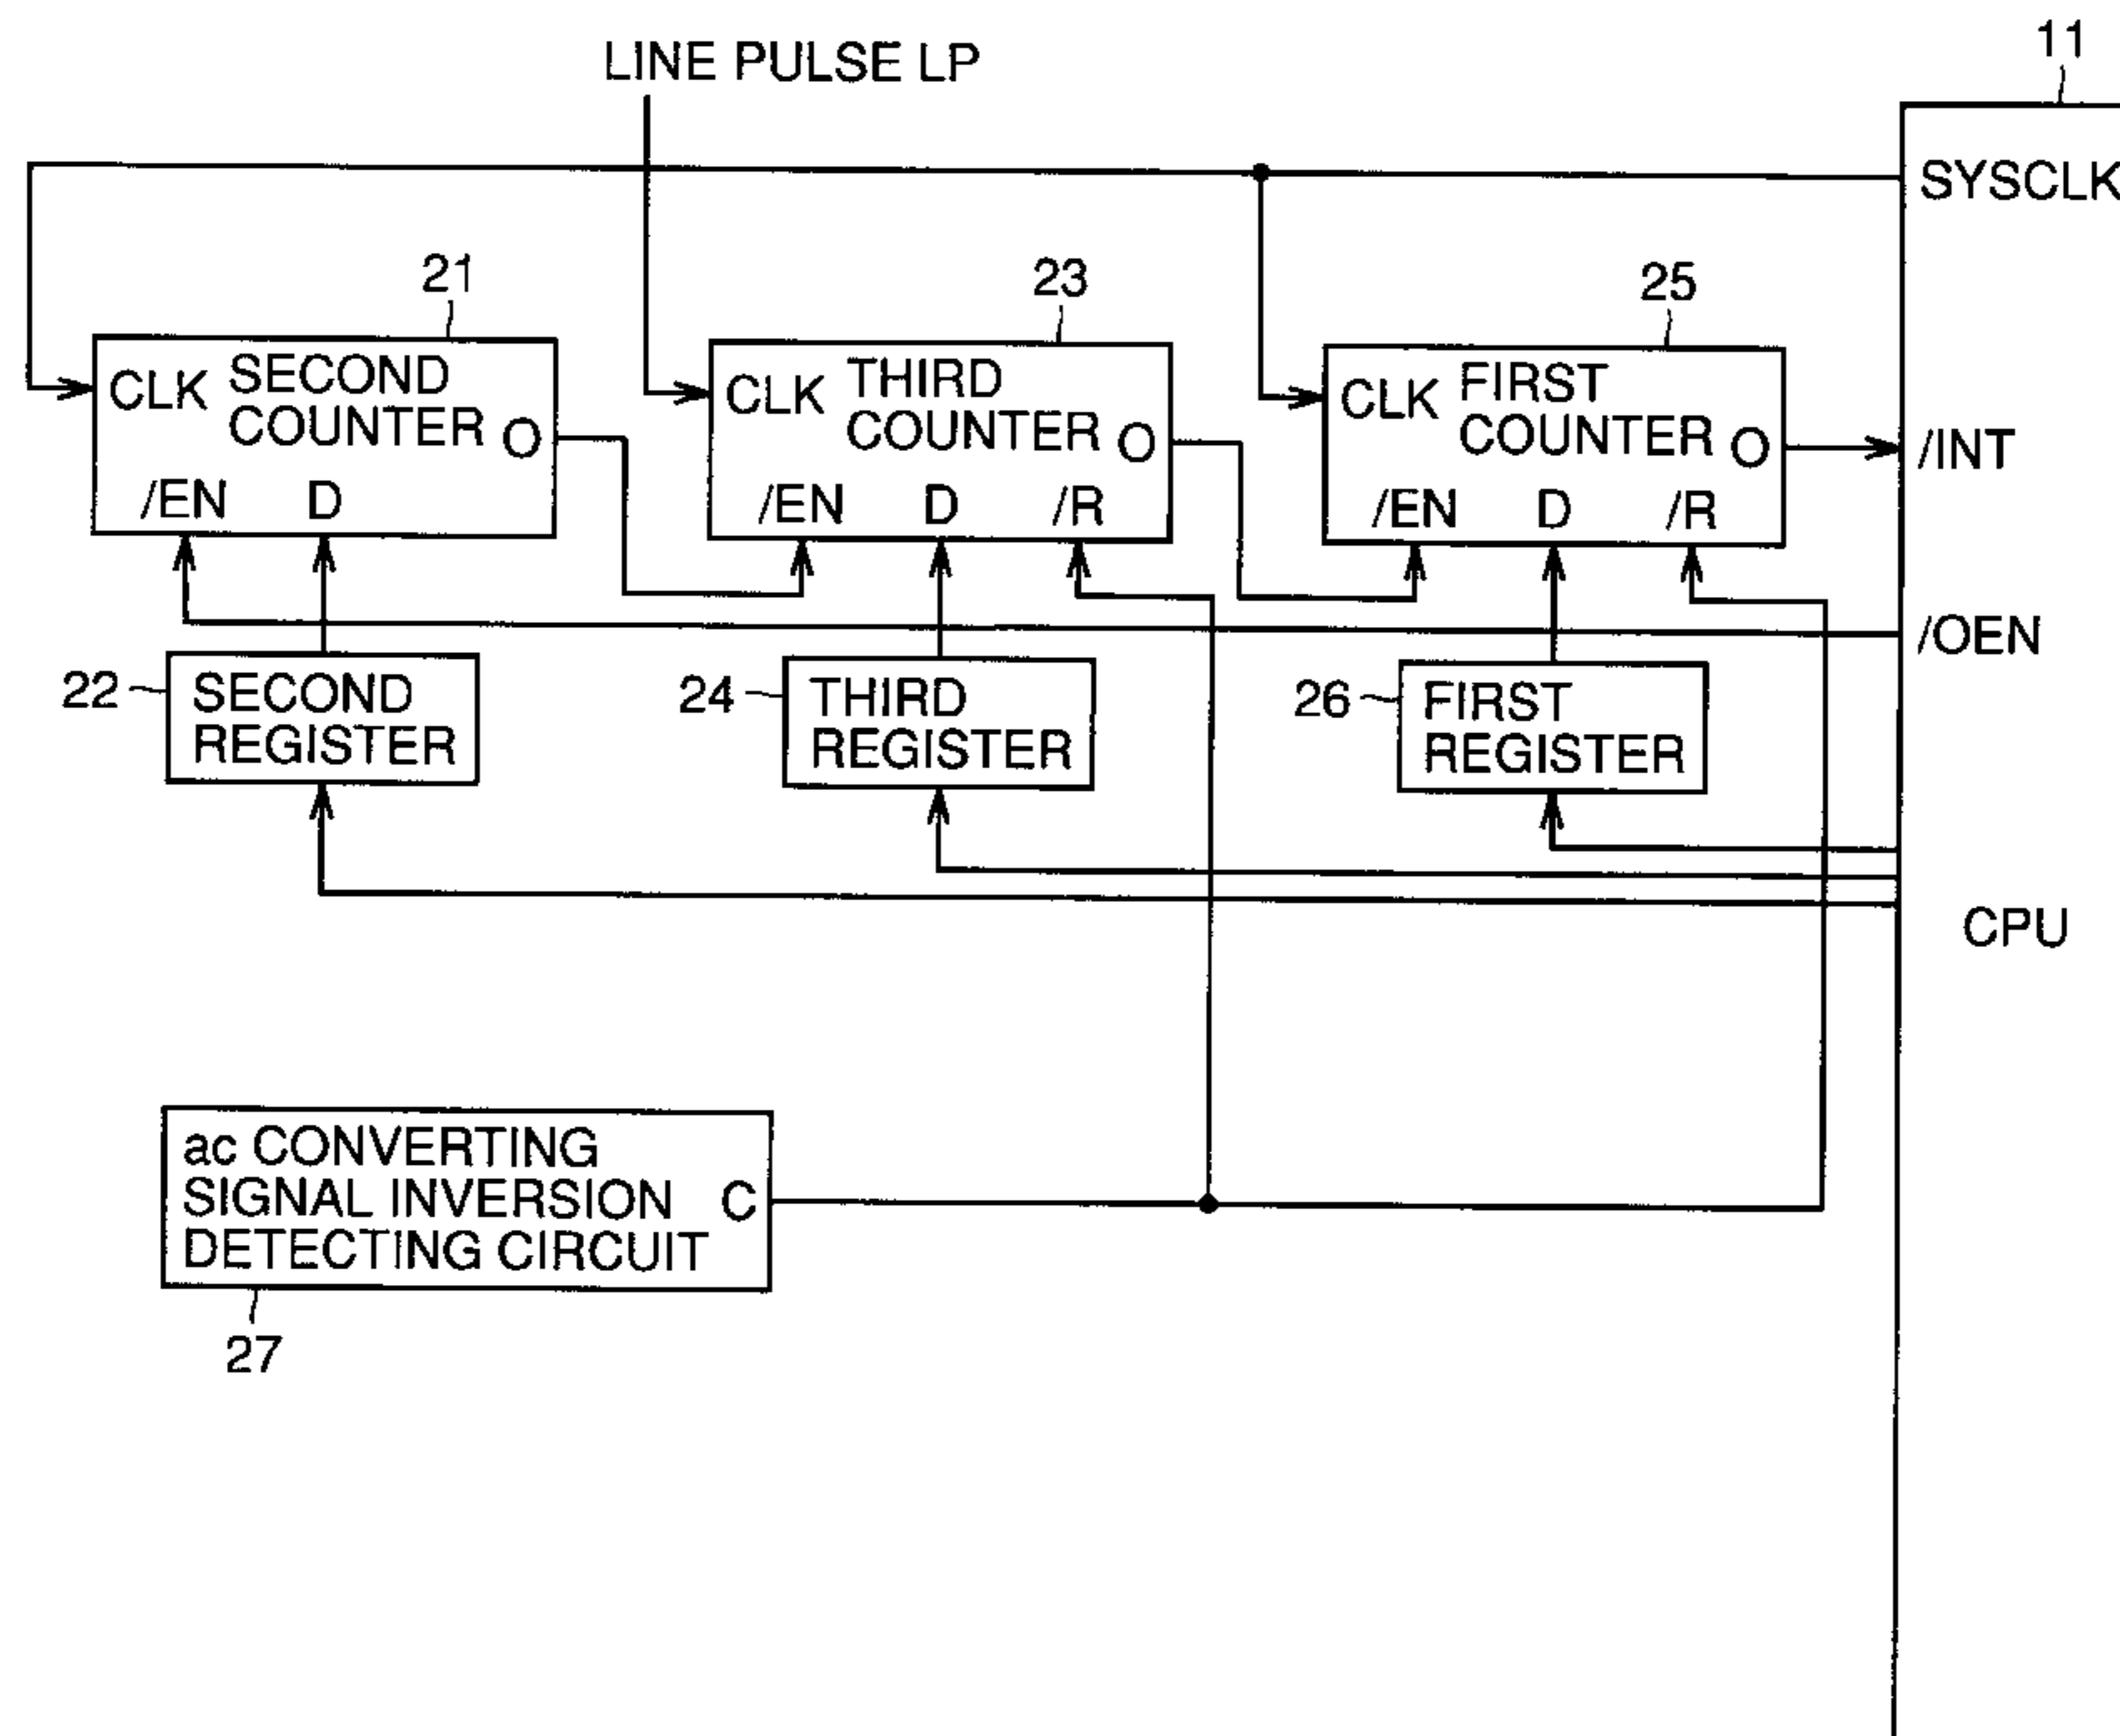 11
LINE PULSE LP
SYSCLK
21
23
25
CLK SECOND
COUNTER O
/EN D
CLK THIRD
COUNTER O
/EN D /R
CLK FIRST
COUNTER O
/EN D /R
/INT
/OEN
22
SECOND
REGISTER
24
THIRD
REGISTER
26
FIRST
REGISTER
CPU
ac CONVERTING
SIGNAL INVERSION C
DETECTING CIRCUIT
27